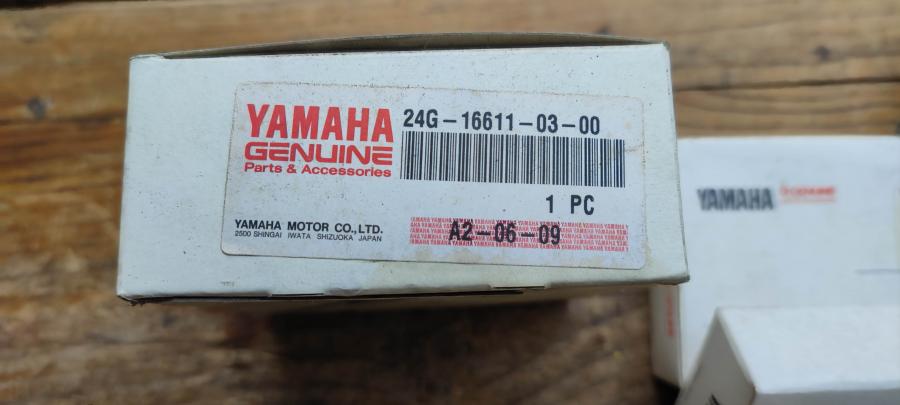 YAMAHA
GENUINE
Parts & Accessories
24G-16611-03-00
1 PC
YAMAHA MOTOR CO.,LTD.
2500 SHINGAI IWATA SHIZUOKA JAPAN
A2-06-09
YAMAHA